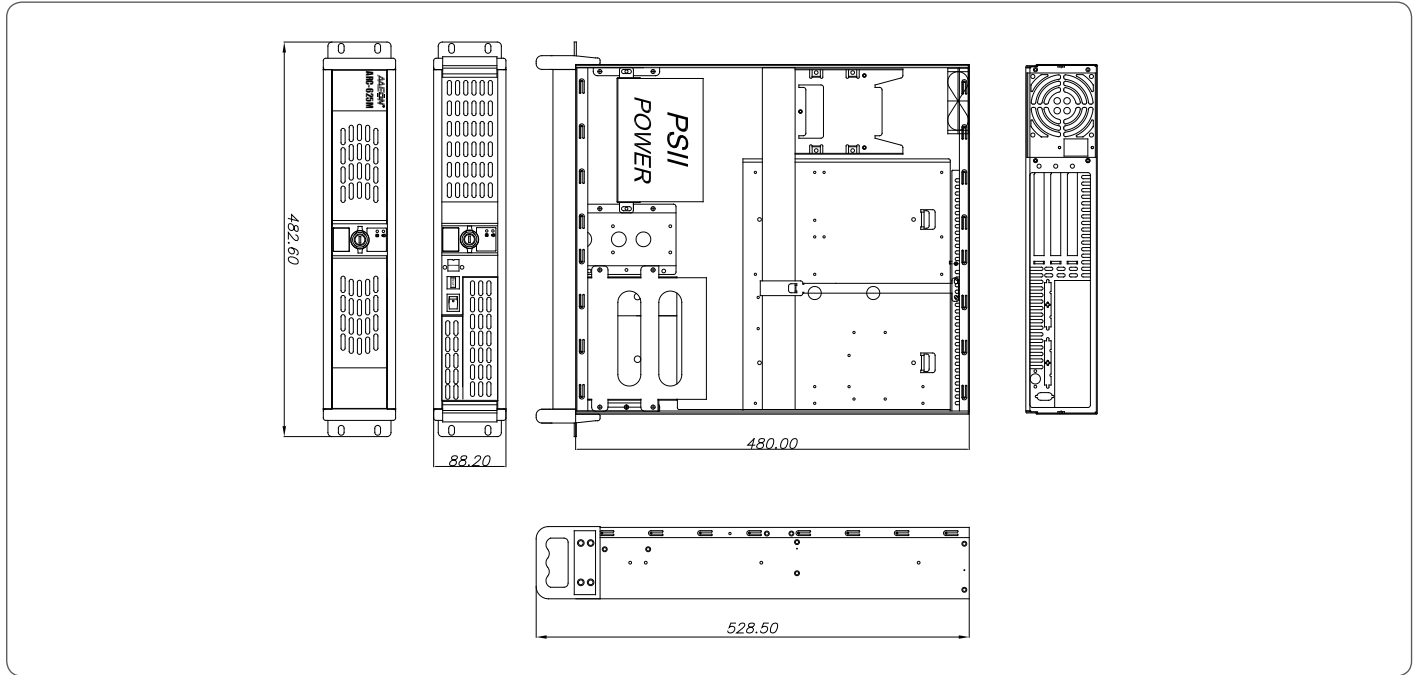 AAEON®
ARC-625M
482.60
88.20
PSII
POWER
480.00
528.50